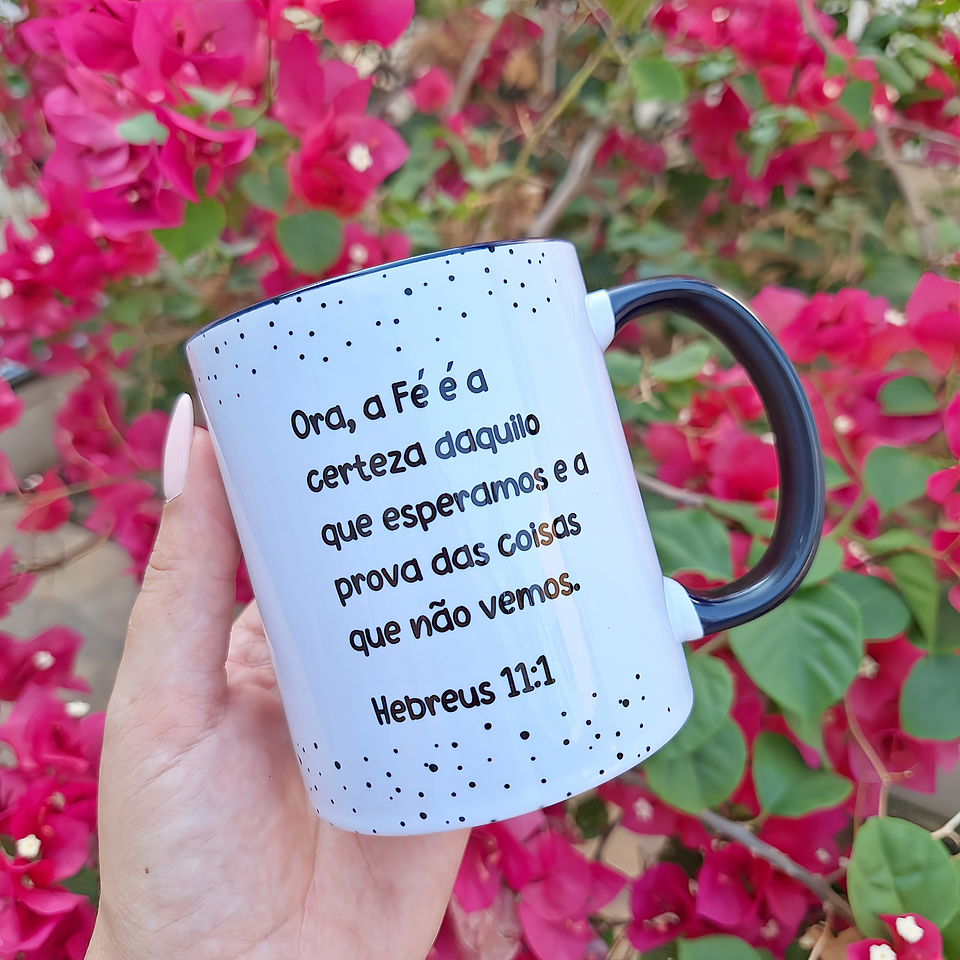 Ora, a Fé é a
certeza daquilo
que esperamos e a
prova das coisas
que não vemos.
Hebreus 11:1